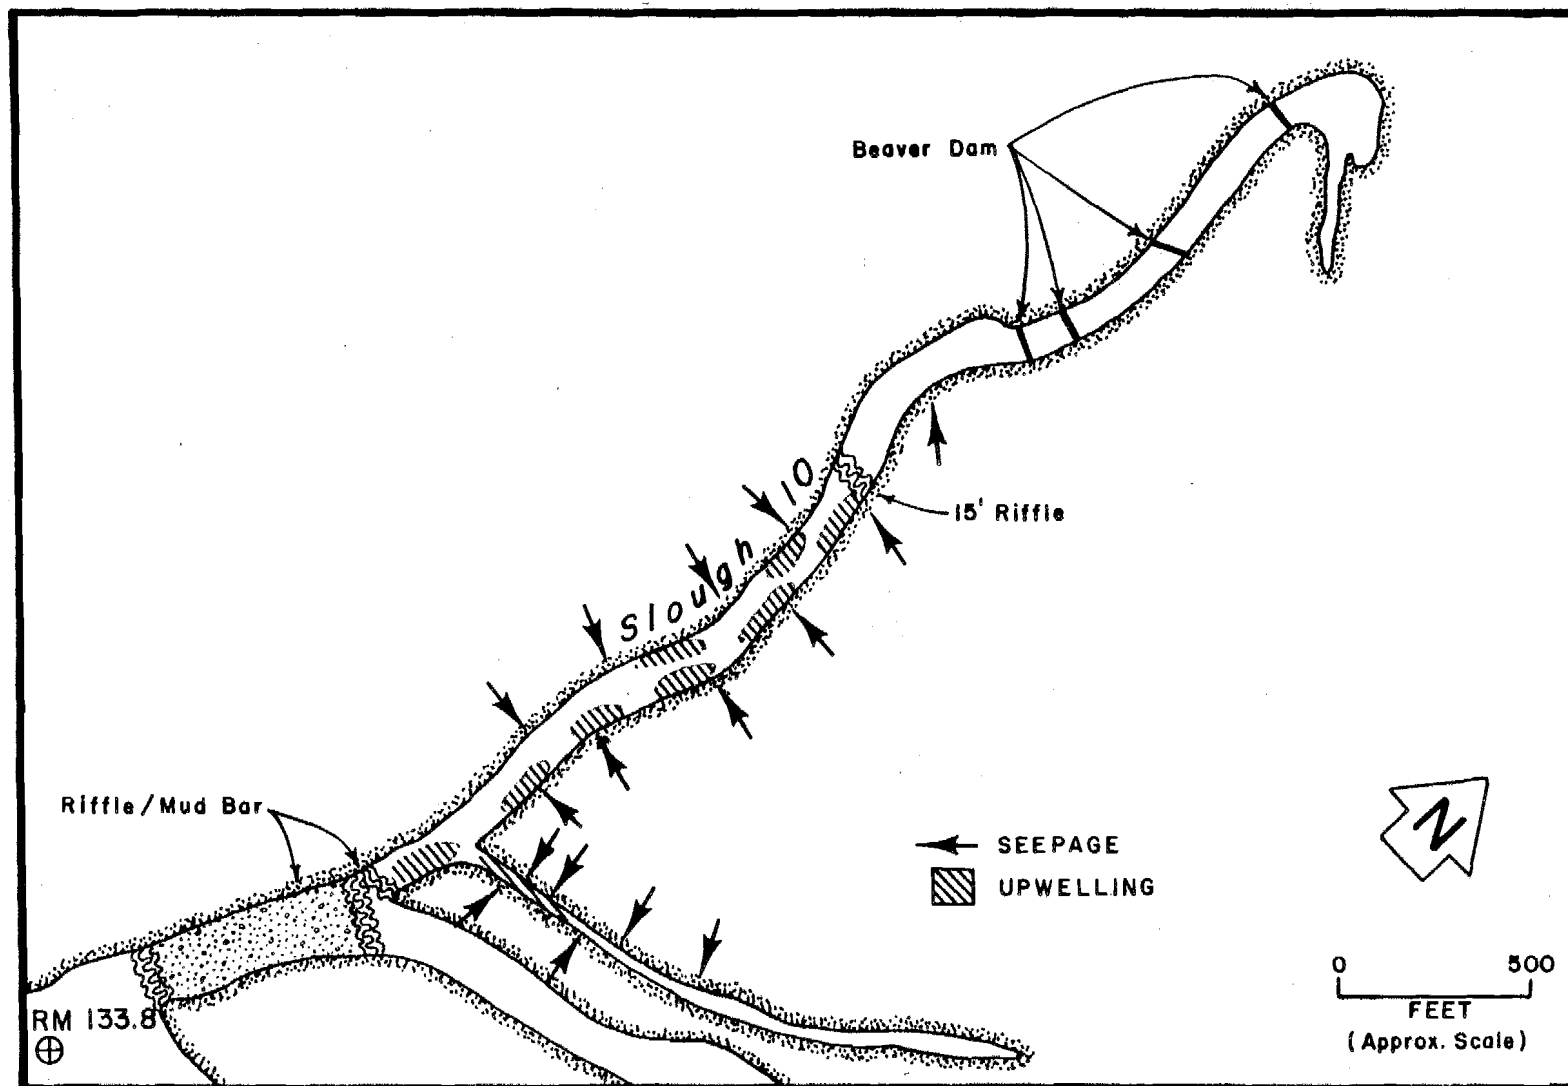 Beaver Dam
15' Riffle
Slough 10
Riffle/Mud Bar
SEEPAGE
UPWELLING
N
0 500
FEET
(Approx. Scale)
RM 133.8